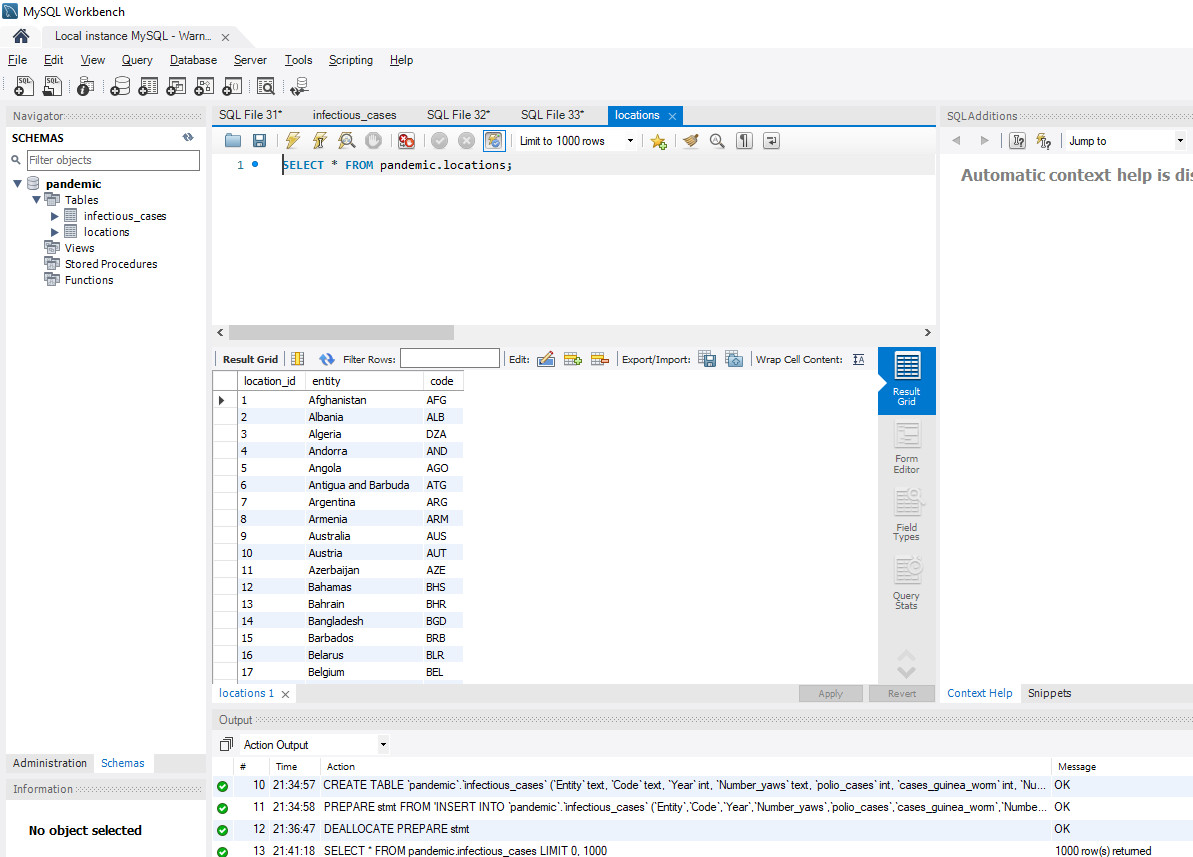 MySQL Workbench
Local instance MySQL - Warn...
File Edit View Query Database Server Tools Scripting Help
Navigator
SCHEMAS
Filter objects
pandemic
Tables
infectious_cases
locations
Views
Stored Procedures
Functions
Administration Schemas
Information
No object selected
SQL File 31* infectious_cases SQL File 32* SQL File 33* locations
Limit to 1000 rows
1 SELECT * FROM pandemic.locations;
Result Grid Filter Rows: Edit: Export/Import: Wrap Cell Content:
location_id entity code
1 Afghanistan AFG
2 Albania ALB
3 Algeria DZA
4 Andorra AND
5 Angola AGO
6 Antigua and Barbuda ATG
7 Argentina ARG
8 Armenia ARM
9 Australia AUS
10 Austria AUT
11 Azerbaijan AZE
12 Bahamas BHS
13 Bahrain BHR
14 Bangladesh BGD
15 Barbados BRB
16 Belarus BLR
17 Belgium BEL
Result
Grid
Form
Editor
Field
Types
Query
Stats
locations 1 Apply Revert
SQLAdditions
Jump to
Automatic context help is dis
Context Help Snippets
Output
Action Output
# Time Action Message
10 21:34:57 CREATE TABLE `pandemic`.`infectious_cases` (`Entity` text, `Code` text, `Year` int, `Number_yaws` text, `polio_cases` int, `cases_guinea_worm` int, `Nu... OK
11 21:34:58 PREPARE stmt FROM 'INSERT INTO `pandemic`.`infectious_cases` (`Entity`,`Code`,`Year`,`Number_yaws`,`polio_cases`,`cases_guinea_worm`,`Numbe... OK
12 21:36:47 DEALLOCATE PREPARE stmt OK
13 21:41:18 SELECT * FROM pandemic.infectious_cases LIMIT 0, 1000 1000 row(s) returned